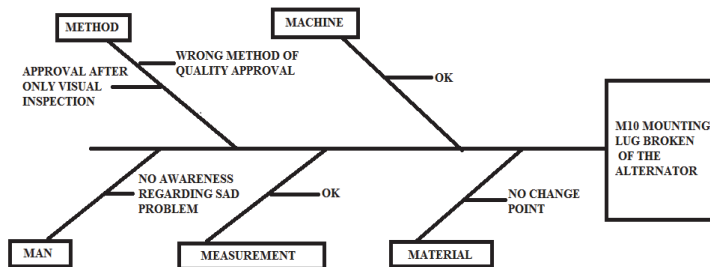 METHOD
MACHINE
WRONG METHOD OF
QUALITY APPROVAL
APPROVAL AFTER
ONLY VISUAL
INSPECTION
OK
M10 MOUNTING
LUG BROKEN
OF THE
ALTERNATOR
NO AWARENESS
REGARDING SAD
PROBLEM
OK
NO CHANGE
POINT
MAN
MEASUREMENT
MATERIAL